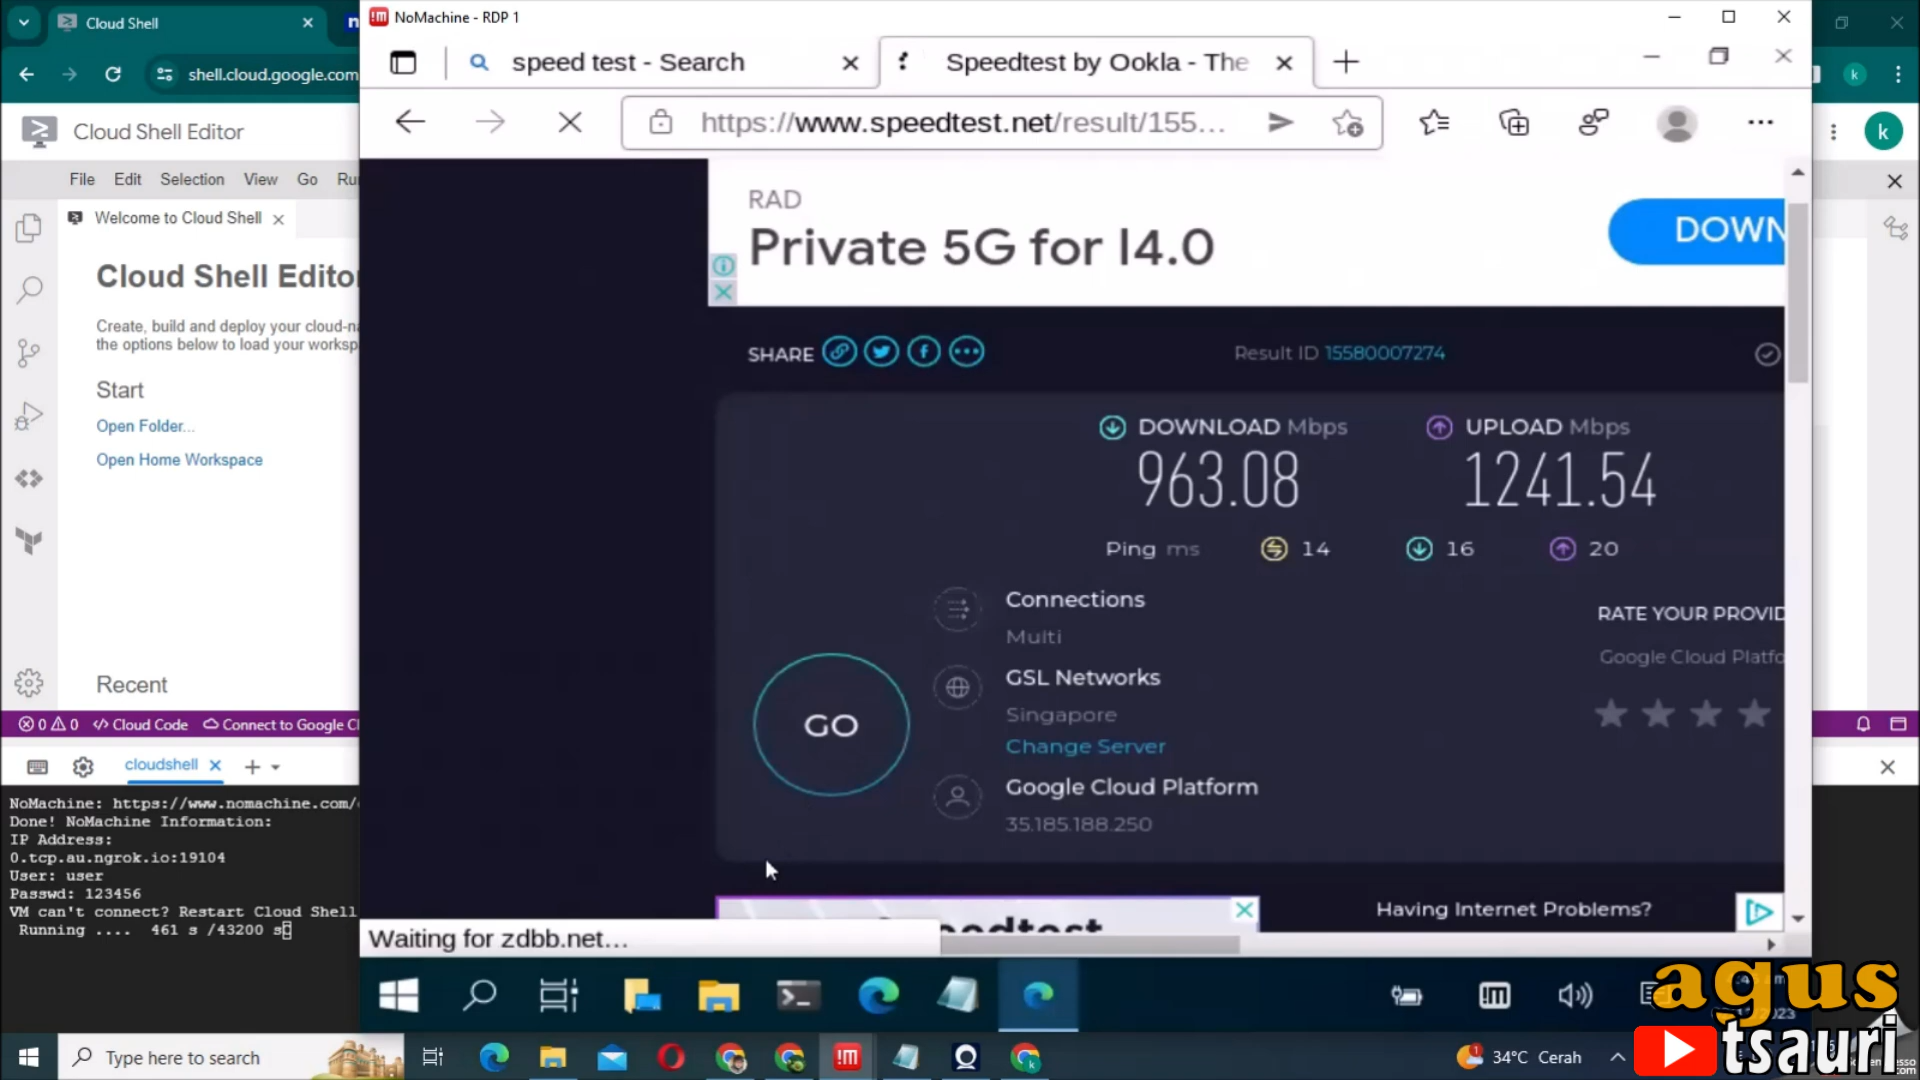 Cloud Shell
NoMachine - RDP 1
speed test - Search
Speedtest by Ookla - The
shell.cloud.google.com
https://www.speedtest.net/result/155...
k
Cloud Shell Editor
k
File Edit Selection View Go Ru
Welcome to Cloud Shell
RAD
Private 5G for I4.0
DOWN
Cloud Shell Editor
Create, build and deploy your cloud-na
the options below to load your worksp
Start
Open Folder...
Open Home Workspace
Recent
SHARE
Result ID 15580007274
DOWNLOAD Mbps
UPLOAD Mbps
963.08
1241.54
Ping ms 14 16 20
Connections
Multi
GSL Networks
Singapore
Change Server
Google Cloud Platform
35.185.188.250
GO
RATE YOUR PROVID
Google Cloud Platfo
Having Internet Problems?
0 0 Cloud Code Connect to Google Cl
cloudshell
NoMachine: https://www.nomachine.com/
Done! NoMachine Information:
IP Address:
0.tcp.au.ngrok.io:19104
User: user
Passwd: 123456
VM can't connect? Restart Cloud Shell
Running .... 461 s /43200 s
Waiting for zdbb.net...
agus
tsauri
Type here to search
34°C Cerah